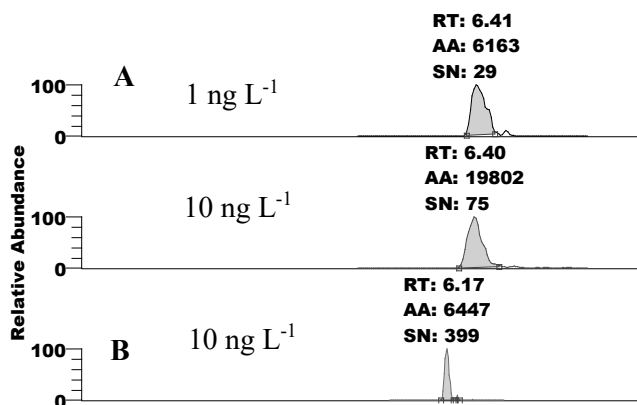 RT: 6.41
AA: 6163
SN: 29
A
1 ng L-1
100
0
RT: 6.40
AA: 19802
SN: 75
10 ng L-1
100
0
Relative Abundance
RT: 6.17
AA: 6447
SN: 399
B
10 ng L-1
100
0